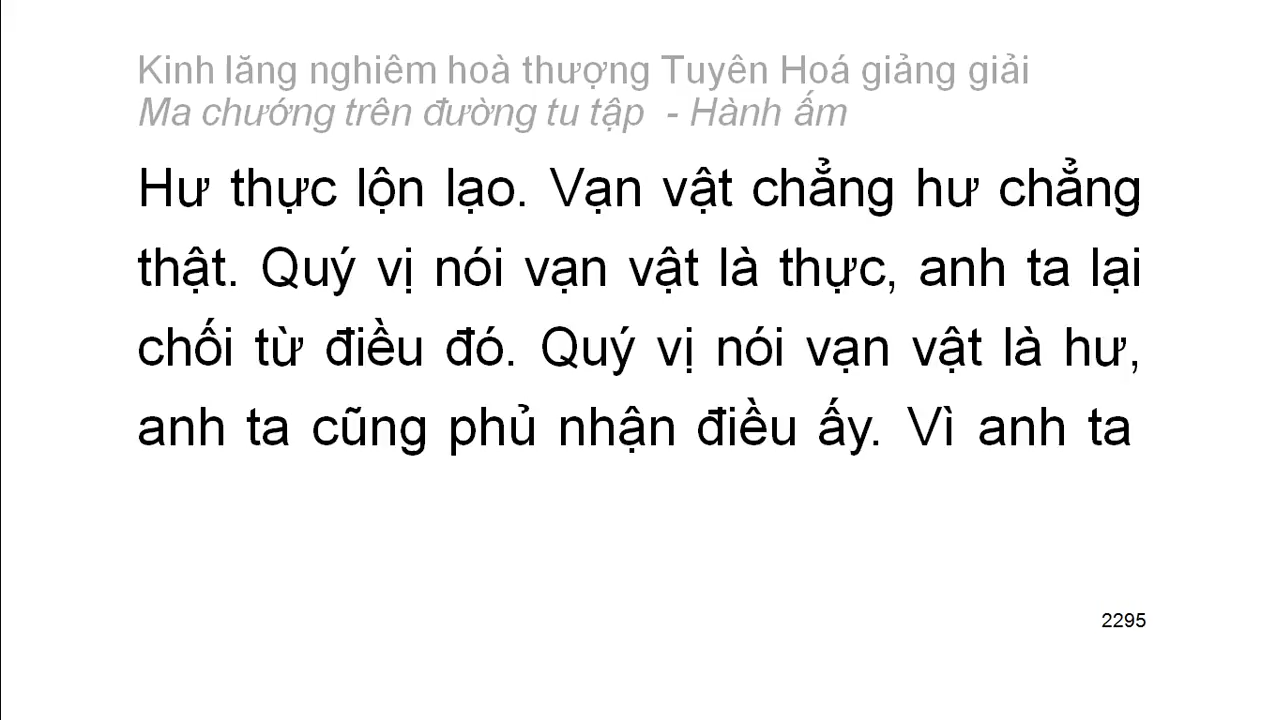 Kinh lăng nghiêm hoà thượng Tuyên Hoá giảng giải
Ma chướng trên đường tu tập - Hành ấm
Hư thực lộn lạo. Vạn vật chẳng hư chẳng
thật. Quý vị nói vạn vật là thực, anh ta lại
chối từ điều đó. Quý vị nói vạn vật là hư,
anh ta cũng phủ nhận điều ấy. Vì anh ta
2295